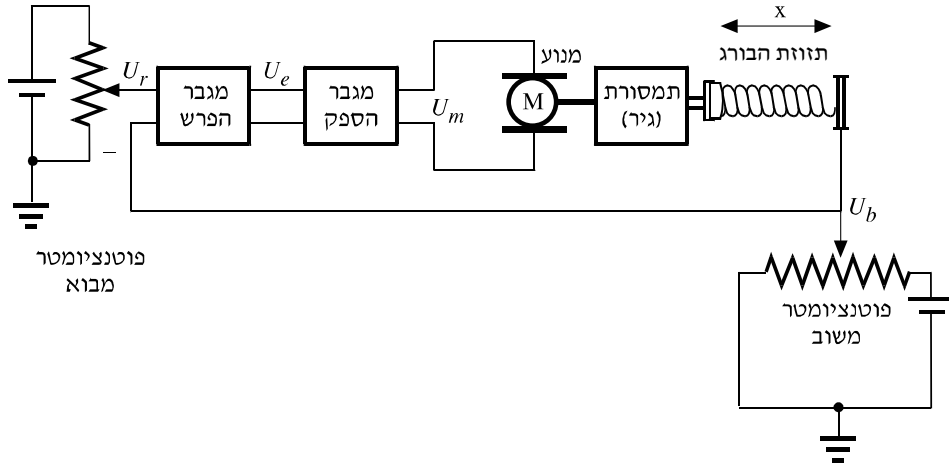 x
תזוזת הבורג
מנוע
U_r
מגבר
הפרש
U_e
מגבר
הספק
U_m
M
תמסורת
(גיר)
–
U_b
פוטנציומטר
מבוא
פוטנציומטר
משוב